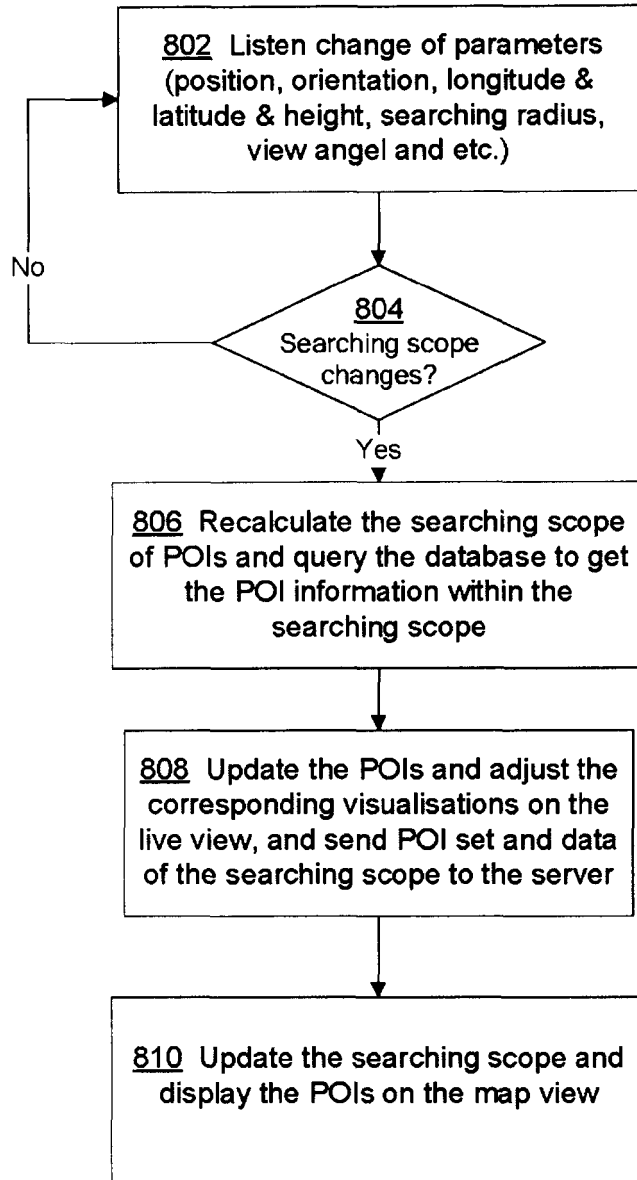 802 Listen change of parameters
(position, orientation, longitude &
latitude & height, searching radius,
view angel and etc.)
No
804
Searching scope
changes?
Yes
806 Recalculate the searching scope
of POIs and query the database to get
the POI information within the
searching scope
808 Update the POIs and adjust the
corresponding visualisations on the
live view, and send POI set and data
of the searching scope to the server
810 Update the searching scope and
display the POIs on the map view